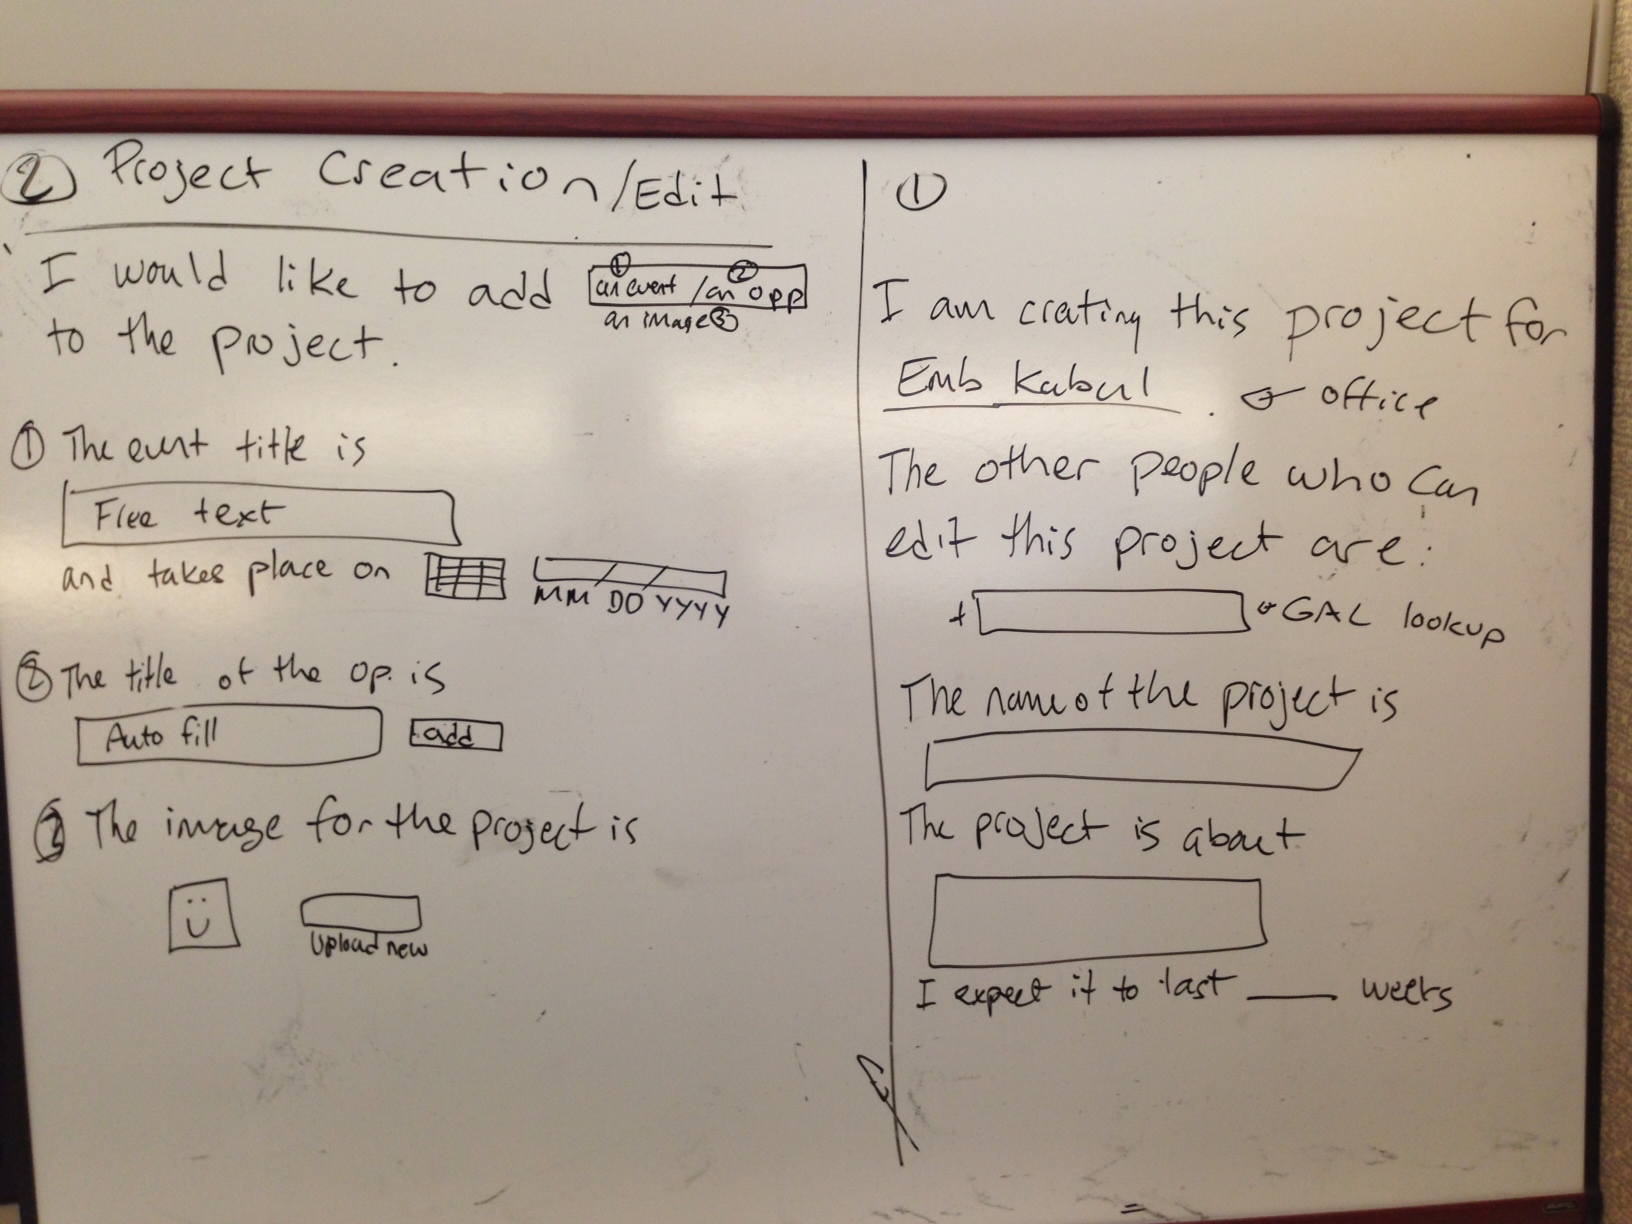 ② Project Creation/Edit
I would like to add
① ②
an event / an opp
an image ③
to the project.
① The event title is
Free text
and takes place on
MM DD YYYY
② The title of the op. is
Auto fill
add
③ The image for the project is
Upload new
①
I am crating this project for
Emb Kabul . office
The other people who can
edit this project are:
+ GAL lookup
The name of the project is
The project is about
I expect it to last ____ weeks